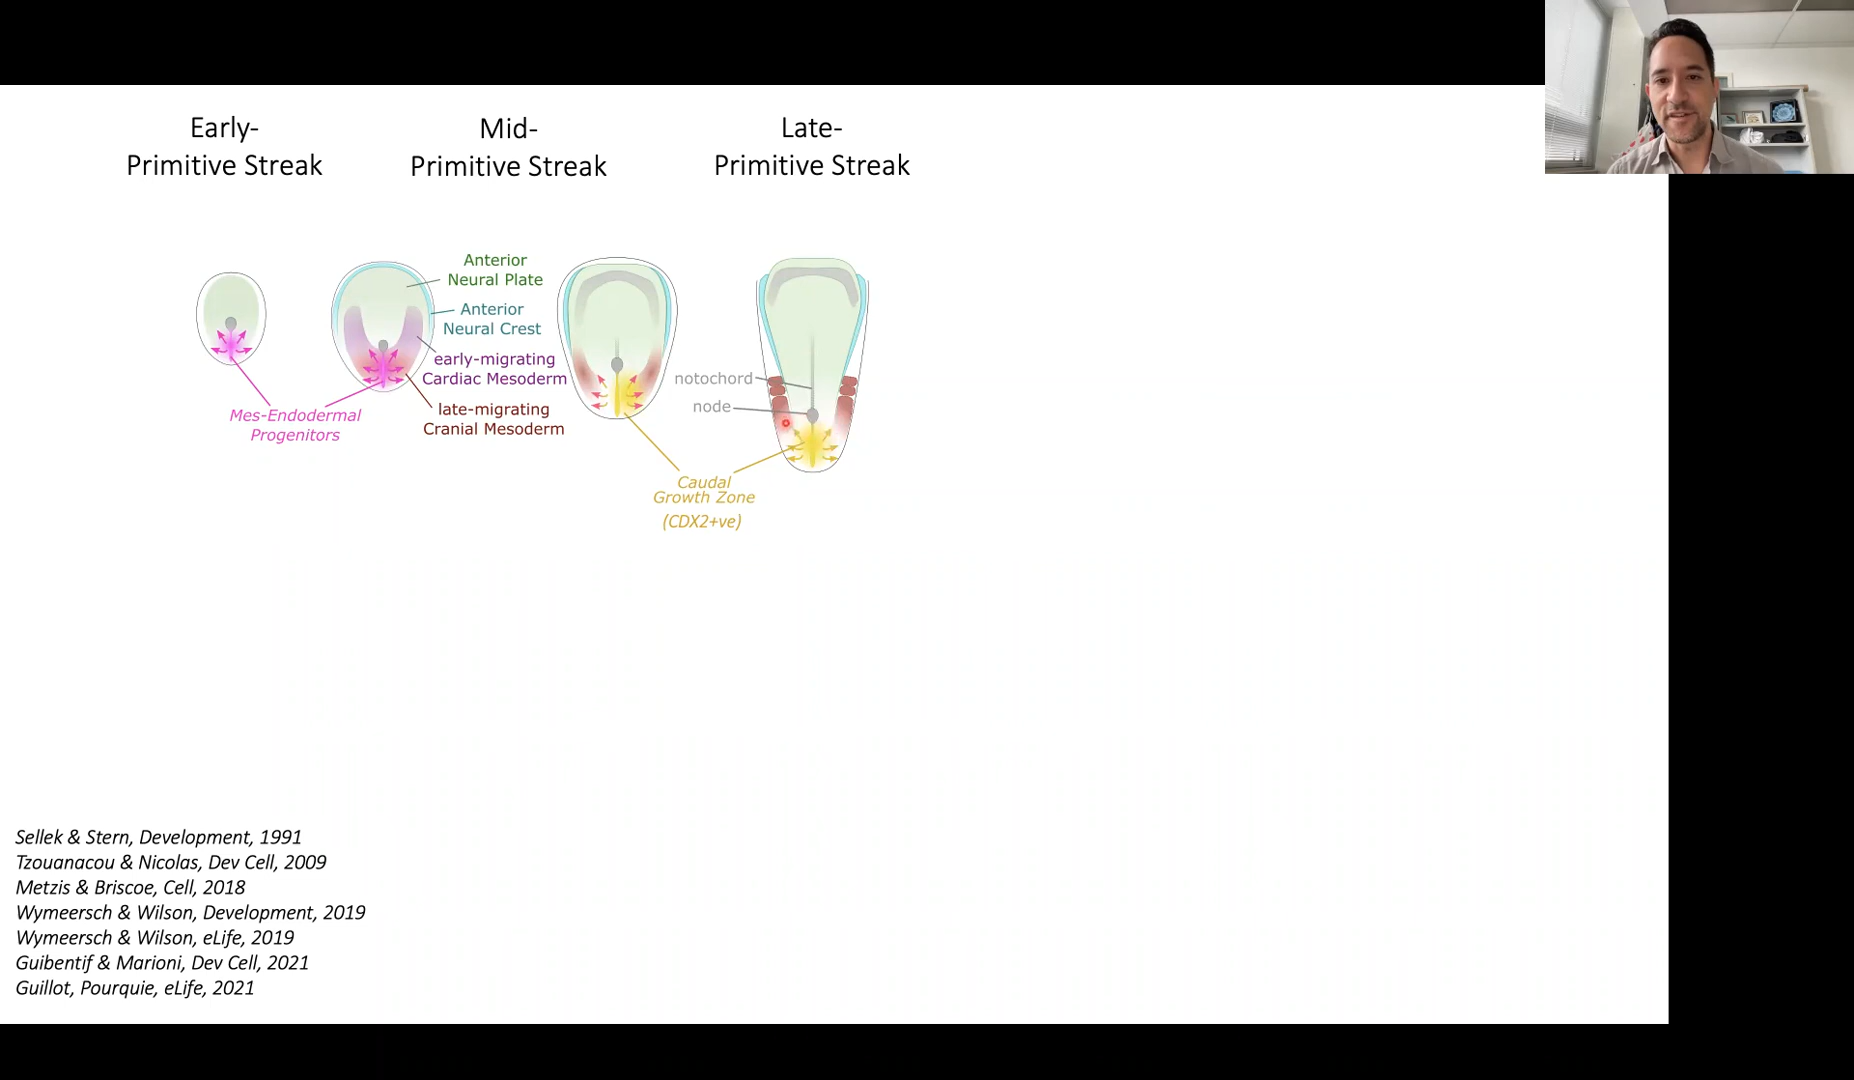 Early-
Primitive Streak
Mid-
Primitive Streak
Late-
Primitive Streak
Anterior
Neural Plate
Anterior
Neural Crest
early-migrating
Cardiac Mesoderm
late-migrating
Cranial Mesoderm
Mes-Endodermal
Progenitors
notochord
node
Caudal
Growth Zone
(CDX2+ve)
Sellek & Stern, Development, 1991
Tzouanacou & Nicolas, Dev Cell, 2009
Metzis & Briscoe, Cell, 2018
Wymeersch & Wilson, Development, 2019
Wymeersch & Wilson, eLife, 2019
Guibentif & Marioni, Dev Cell, 2021
Guillot, Pourquie, eLife, 2021